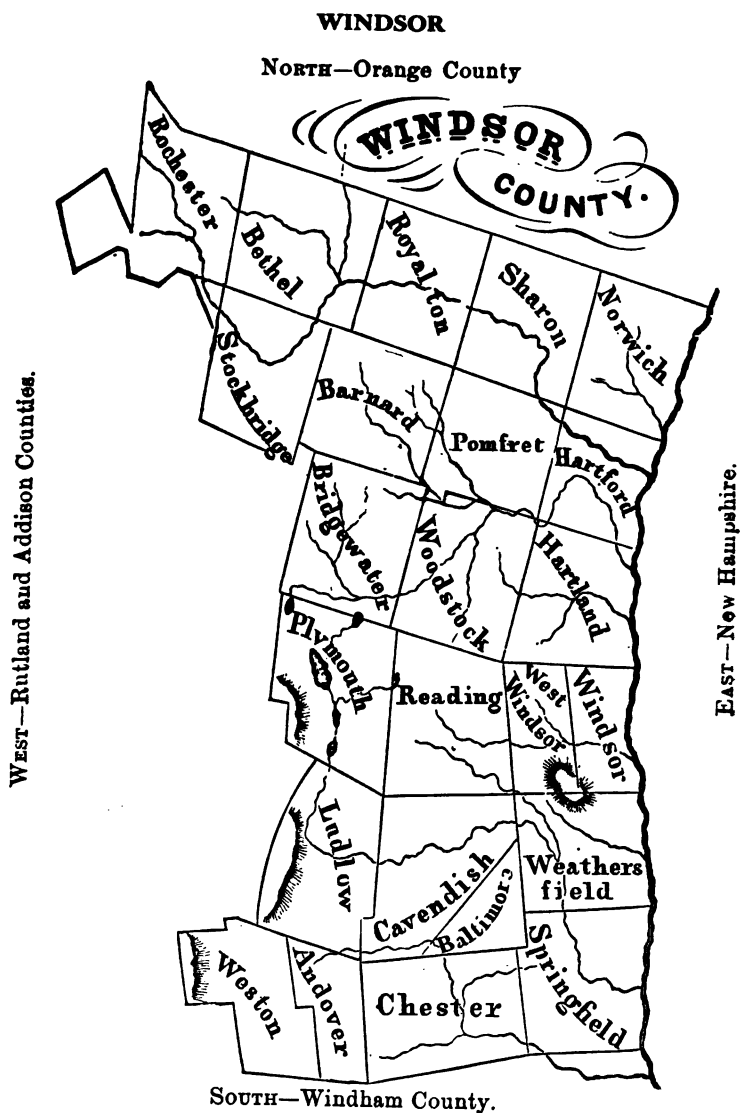 WINDSOR
NORTH—Orange County
WINDSOR
COUNTY.
Rochester
Bethel
Royalton
Sharon
Norwich
Stockbridge
Barnard
Pomfret
Hartford
Bridgewater
Woodstock
Hartland
WEST—Rutland and Addison Counties.
EAST—New Hampshire.
Plymouth
Reading
West
Windsor
Windsor
Ludlow
Cavendish
Baltimore
Weathers
field
Weston
Andover
Chester
Springfield
SOUTH—Windham County.